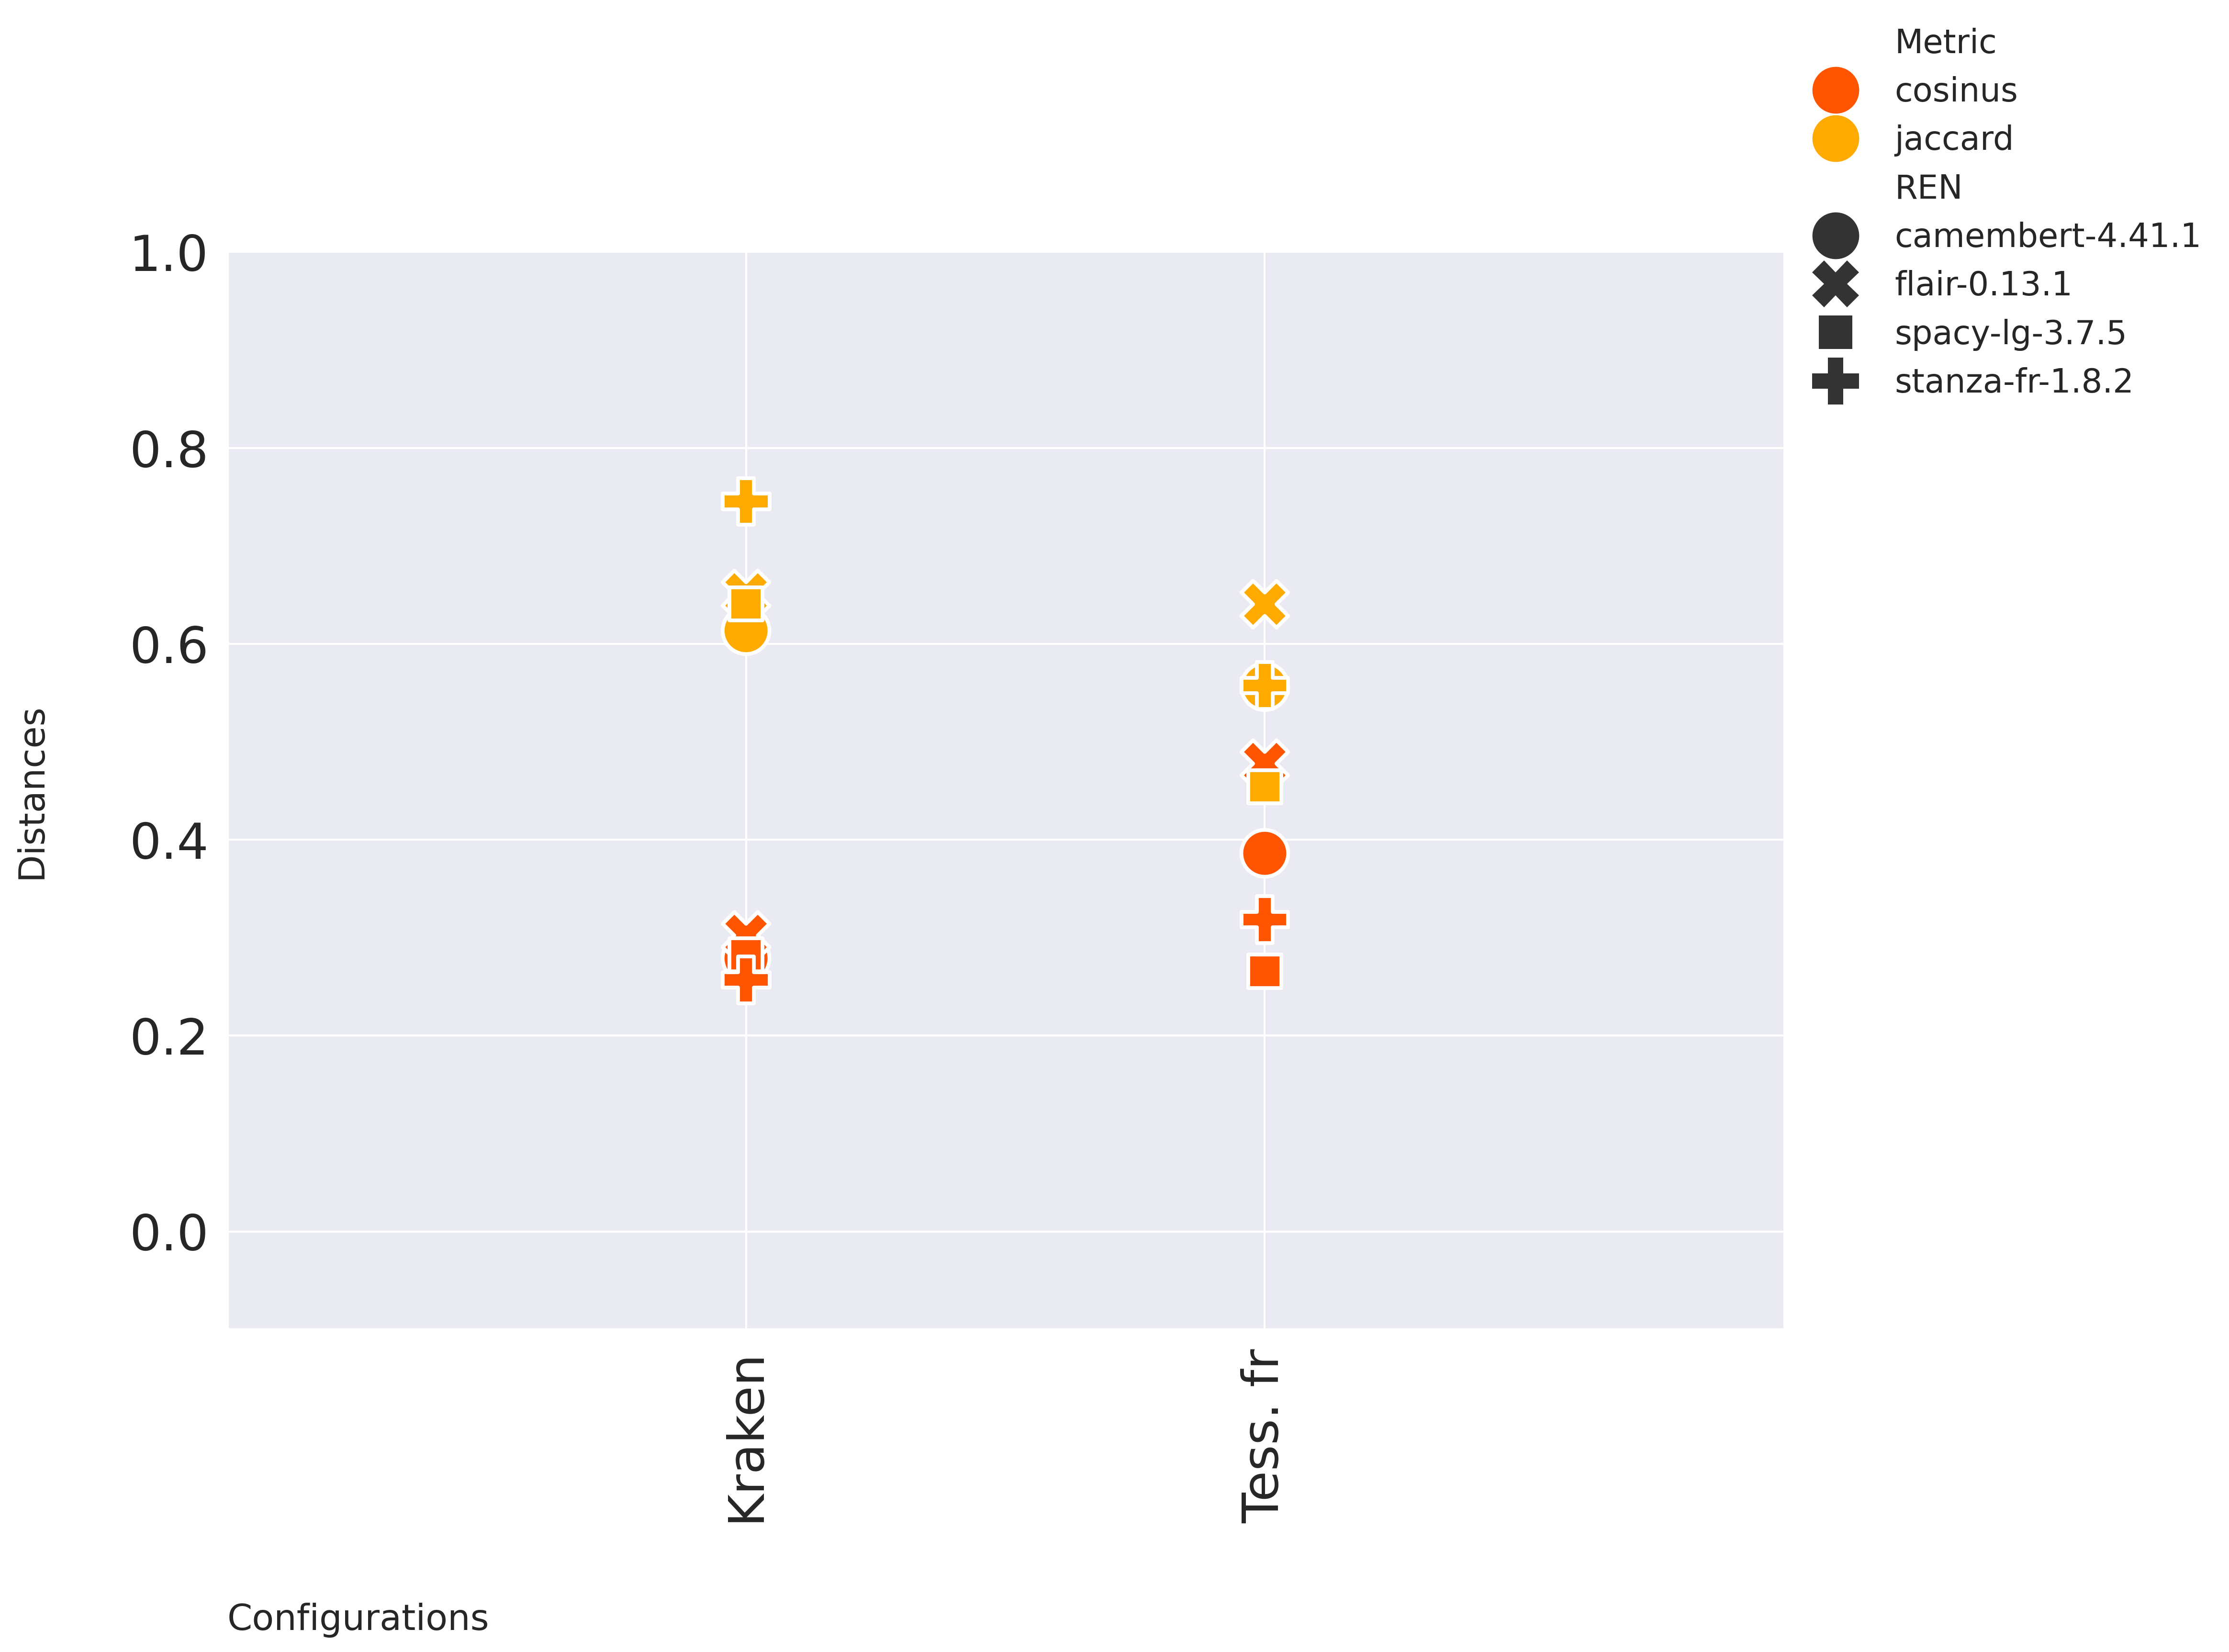 Metric
cosinus
jaccard
REN
camembert-4.41.1
flair-0.13.1
spacy-lg-3.7.5
stanza-fr-1.8.2
1.0
0.8
0.6
0.4
0.2
0.0
Distances
Kraken
Tess. fr
Configurations